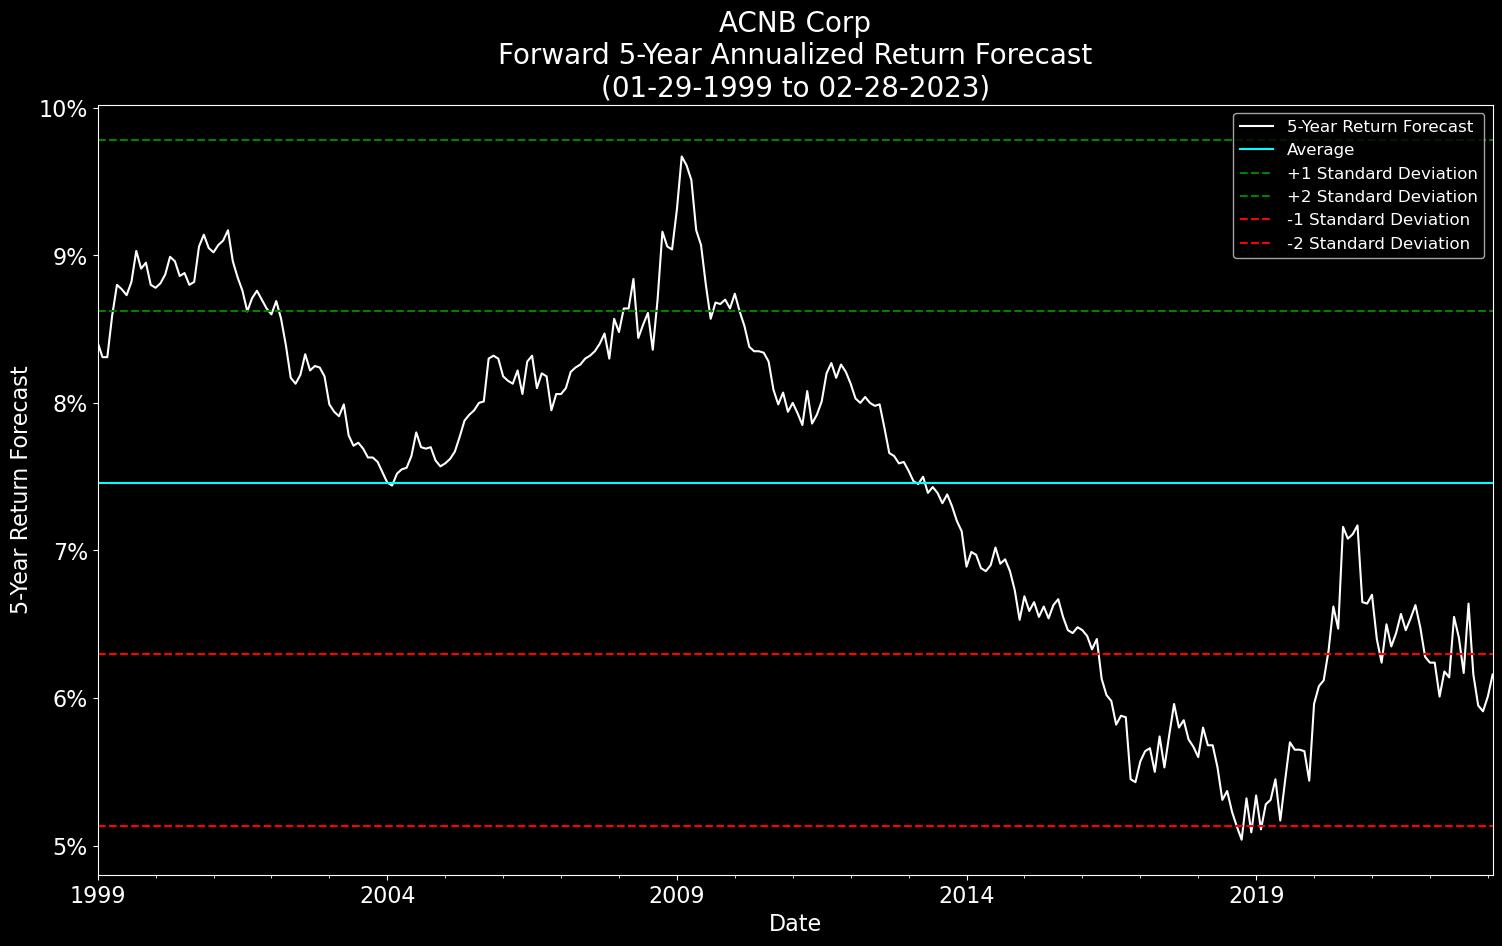 ACNB Corp
Forward 5-Year Annualized Return Forecast
(01-29-1999 to 02-28-2023)
10%
9%
8%
7%
6%
5%
5-Year Return Forecast
5-Year Return Forecast
Average
+1 Standard Deviation
+2 Standard Deviation
-1 Standard Deviation
-2 Standard Deviation
1999
2004
2009
2014
2019
Date